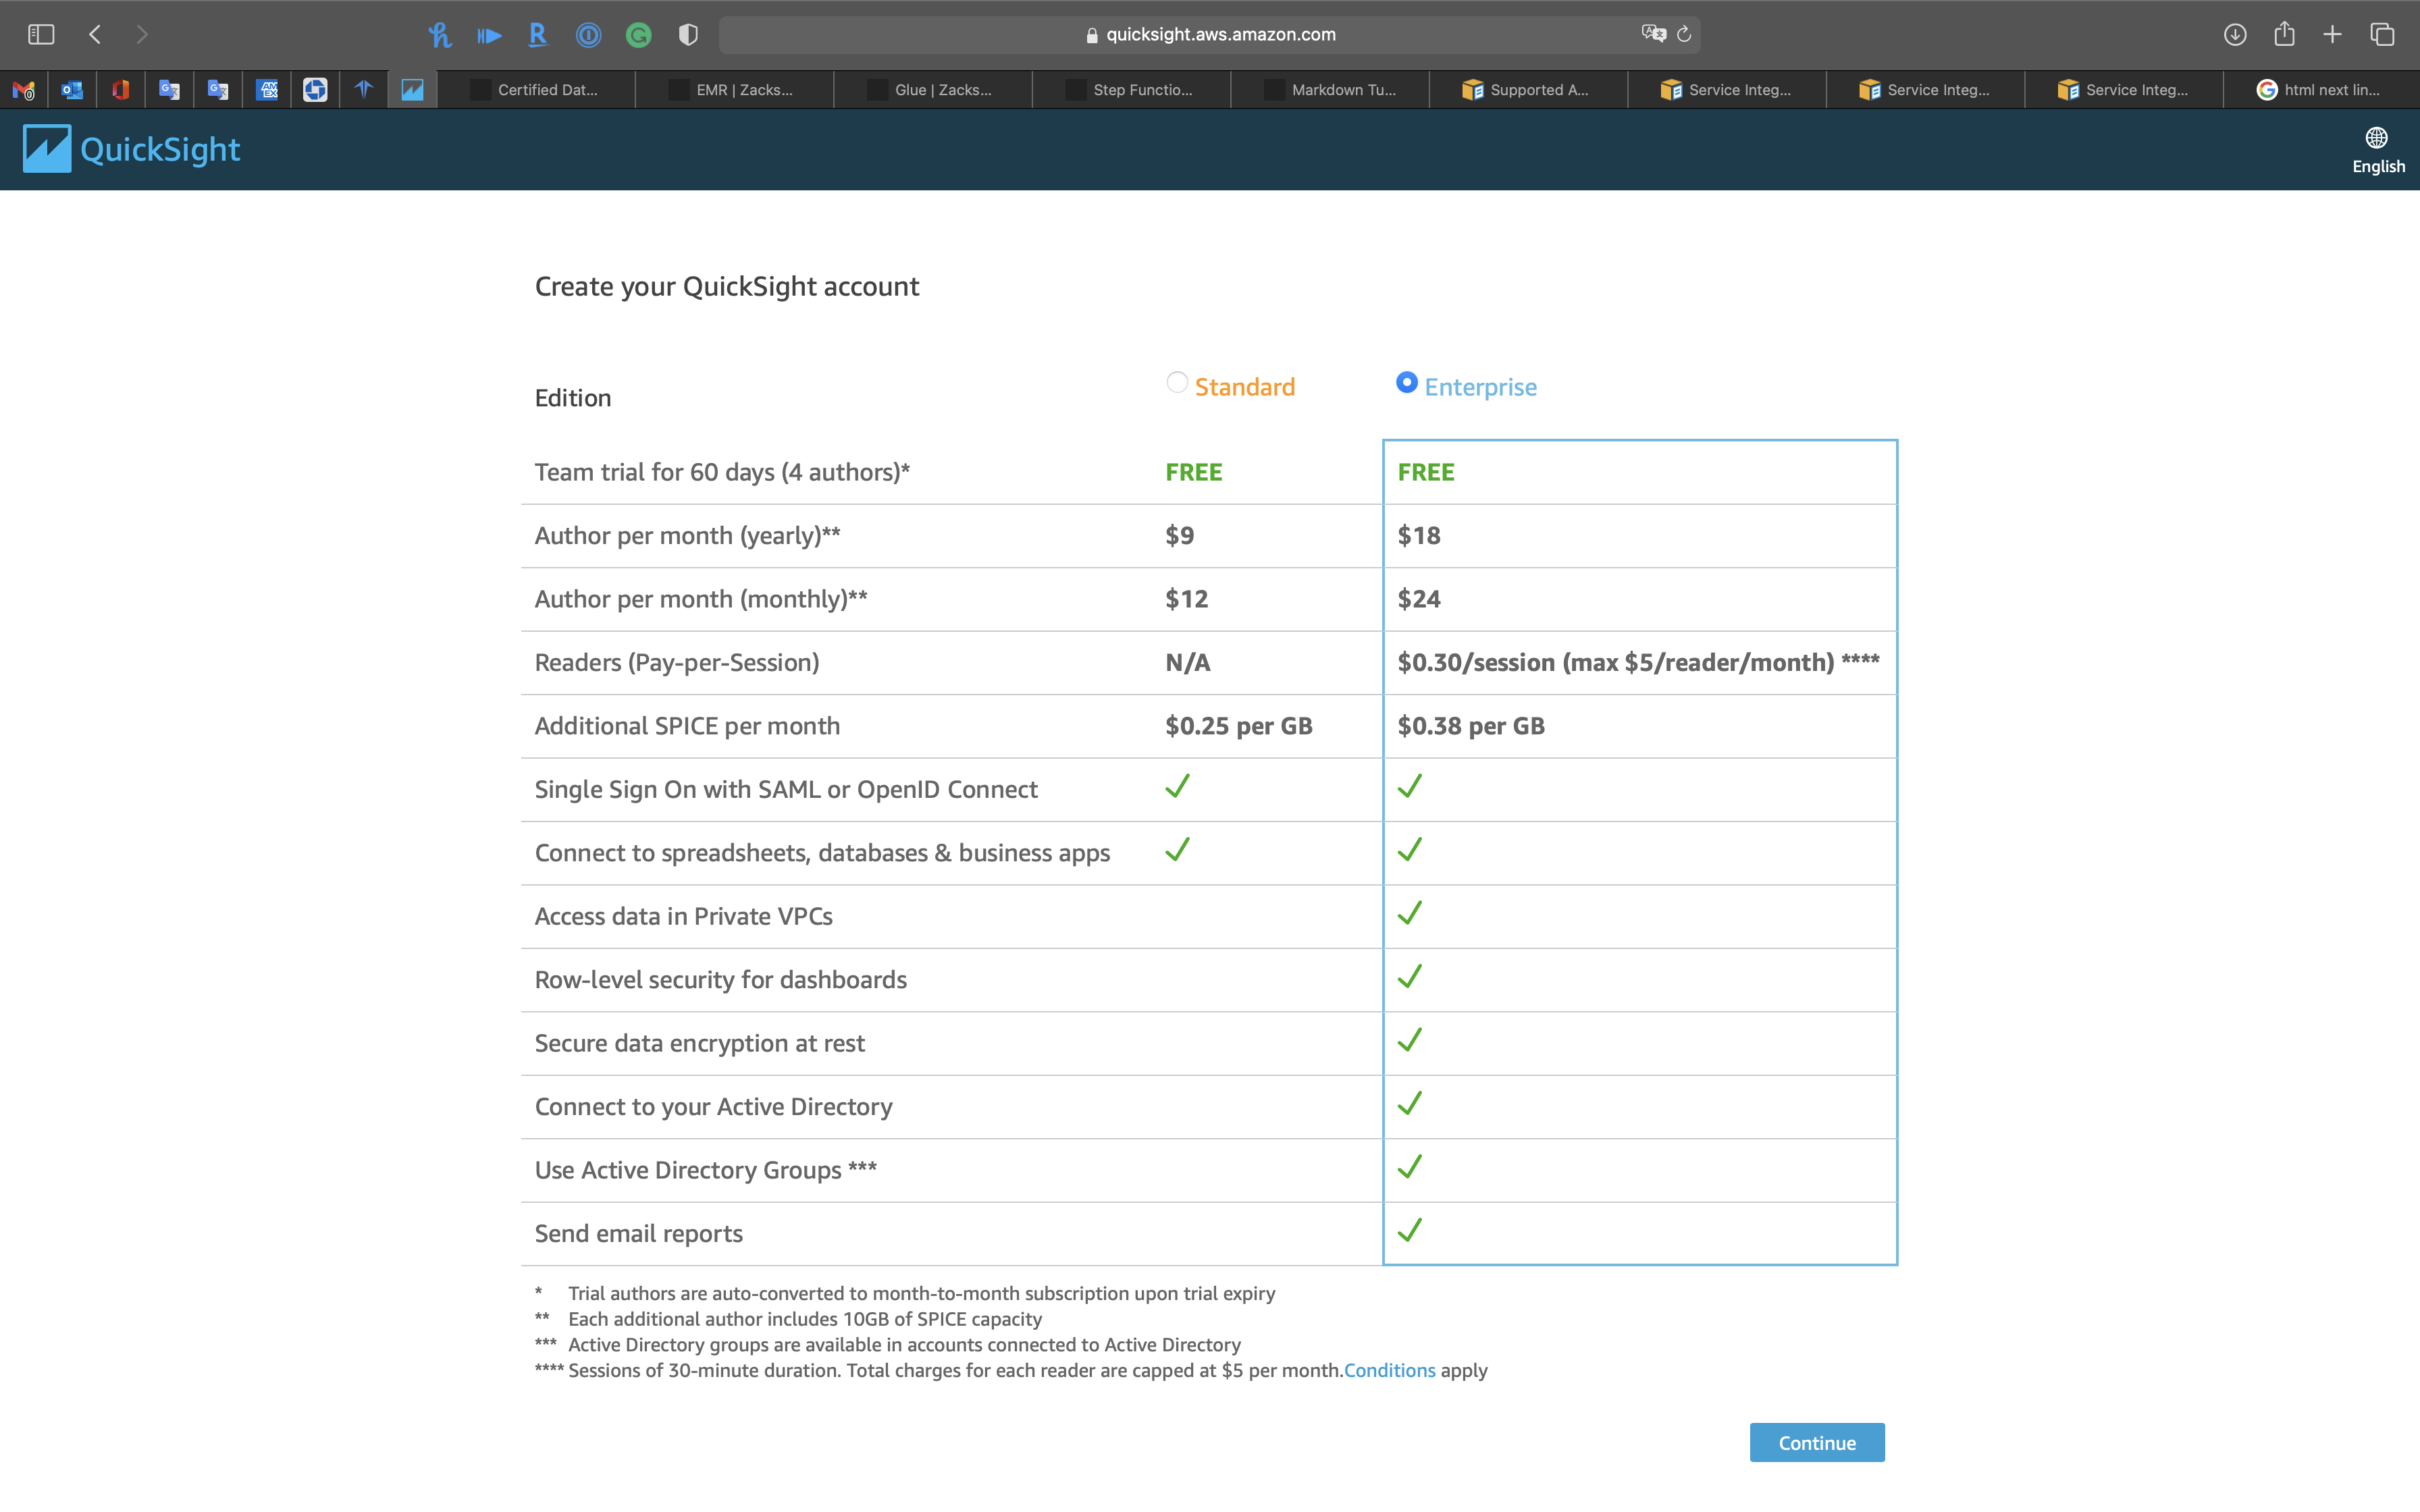 quicksight.aws.amazon.com
Certified Dat... EMR | Zacks... Glue | Zacks... Step Functio... Markdown Tu... Supported A... Service Integ... Service Integ... Service Integ... html next lin...
QuickSight
English
Create your QuickSight account
Edition Standard Enterprise
Team trial for 60 days (4 authors)* FREE FREE
Author per month (yearly)** $9 $18
Author per month (monthly)** $12 $24
Readers (Pay-per-Session) N/A $0.30/session (max $5/reader/month) ****
Additional SPICE per month $0.25 per GB $0.38 per GB
Single Sign On with SAML or OpenID Connect
Connect to spreadsheets, databases & business apps
Access data in Private VPCs
Row-level security for dashboards
Secure data encryption at rest
Connect to your Active Directory
Use Active Directory Groups ***
Send email reports
* Trial authors are auto-converted to month-to-month subscription upon trial expiry
** Each additional author includes 10GB of SPICE capacity
*** Active Directory groups are available in accounts connected to Active Directory
**** Sessions of 30-minute duration. Total charges for each reader are capped at $5 per month.Conditions apply
Continue